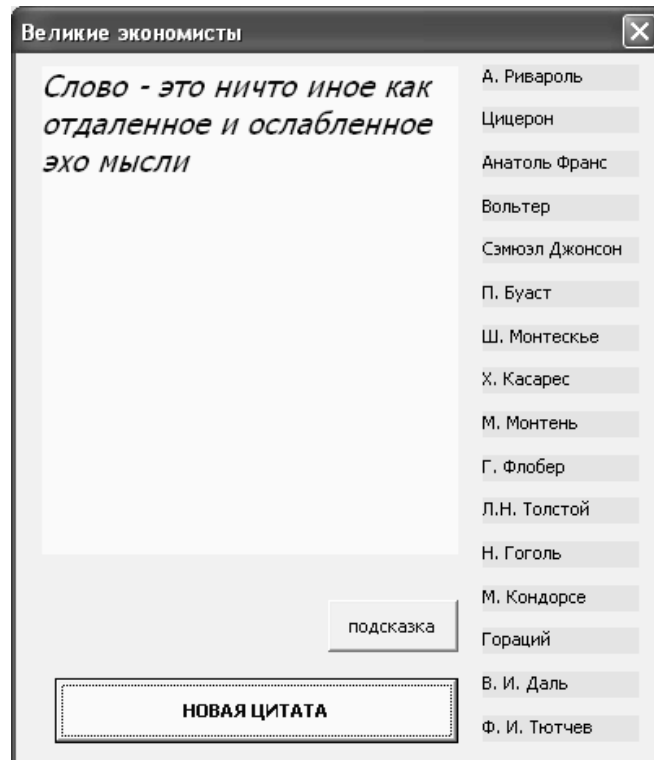 Великие экономисты
Слово - это ничто иное как
отдаленное и ослабленное
эхо мысли
А. Ривароль
Цицерон
Анатоль Франс
Вольтер
Сэмюэл Джонсон
П. Буаст
Ш. Монтескье
Х. Касарес
М. Монтень
Г. Флобер
Л.Н. Толстой
Н. Гоголь
М. Кондорсе
Гораций
В. И. Даль
Ф. И. Тютчев
подсказка
НОВАЯ ЦИТАТА